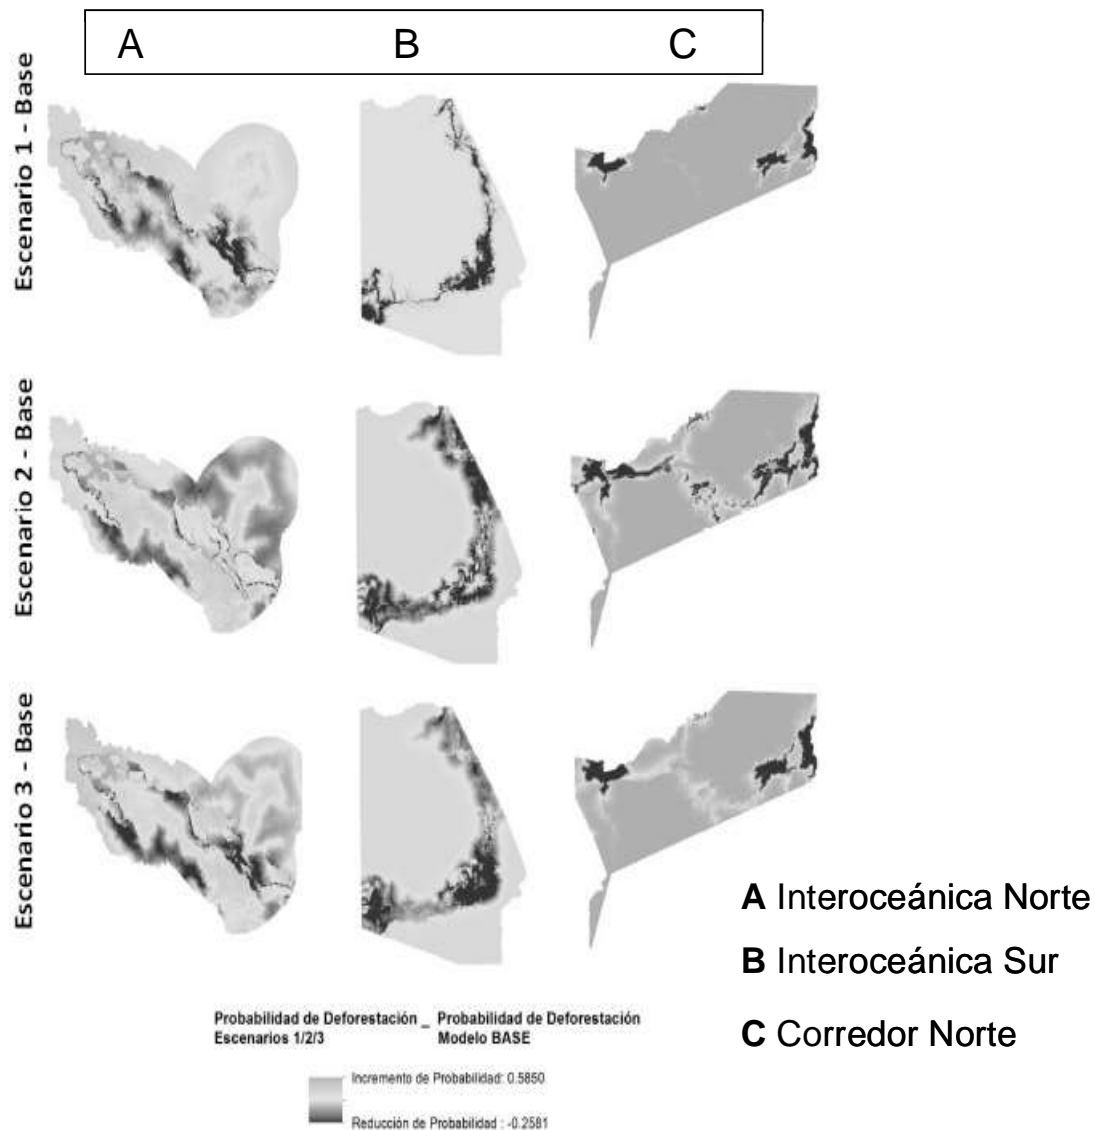 A B C
Escenario 1 - Base
Escenario 2 - Base
Escenario 3 - Base
A Interoceánica Norte
B Interoceánica Sur
C Corredor Norte
Probabilidad de Deforestación _ Probabilidad de Deforestación
Escenarios 1/2/3 Modelo BASE
Incremento de Probabilidad: 0.5850
Reducción de Probabilidad : -0.2581